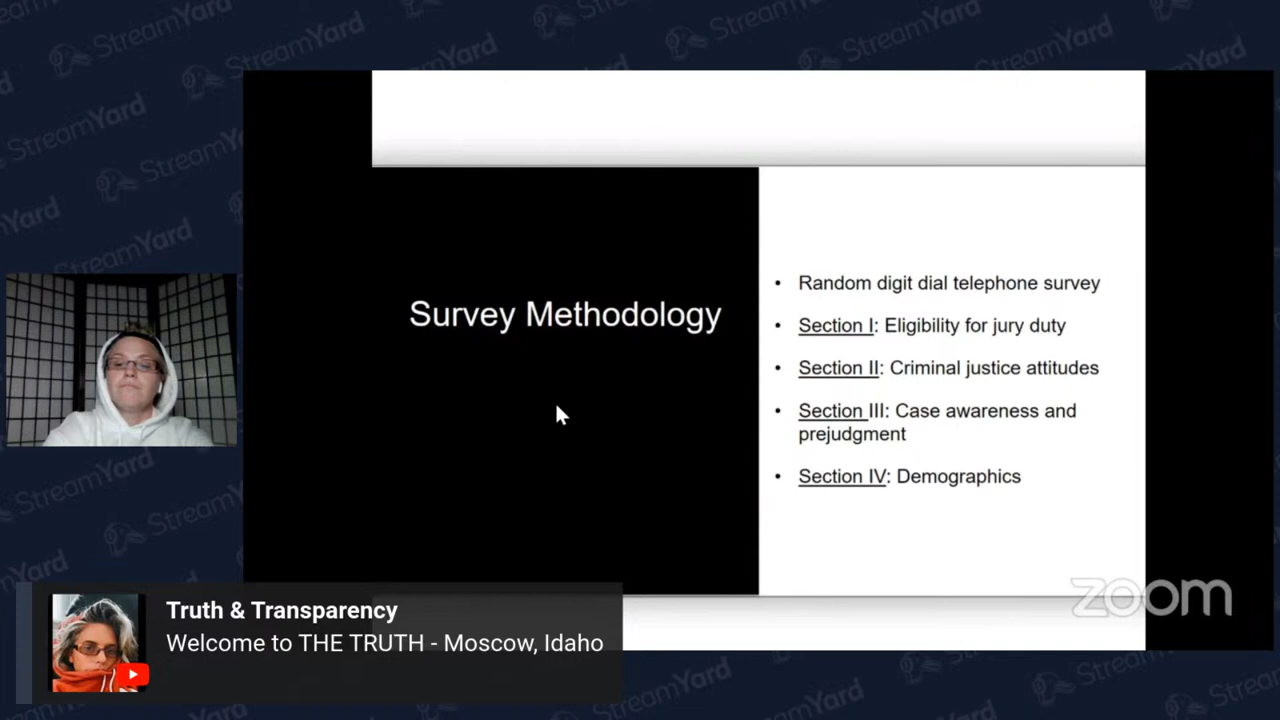 StreamYard
Survey Methodology
• Random digit dial telephone survey
• Section I: Eligibility for jury duty
• Section II: Criminal justice attitudes
• Section III: Case awareness and
prejudgment
• Section IV: Demographics
zoom
Truth & Transparency
Welcome to THE TRUTH - Moscow, Idaho